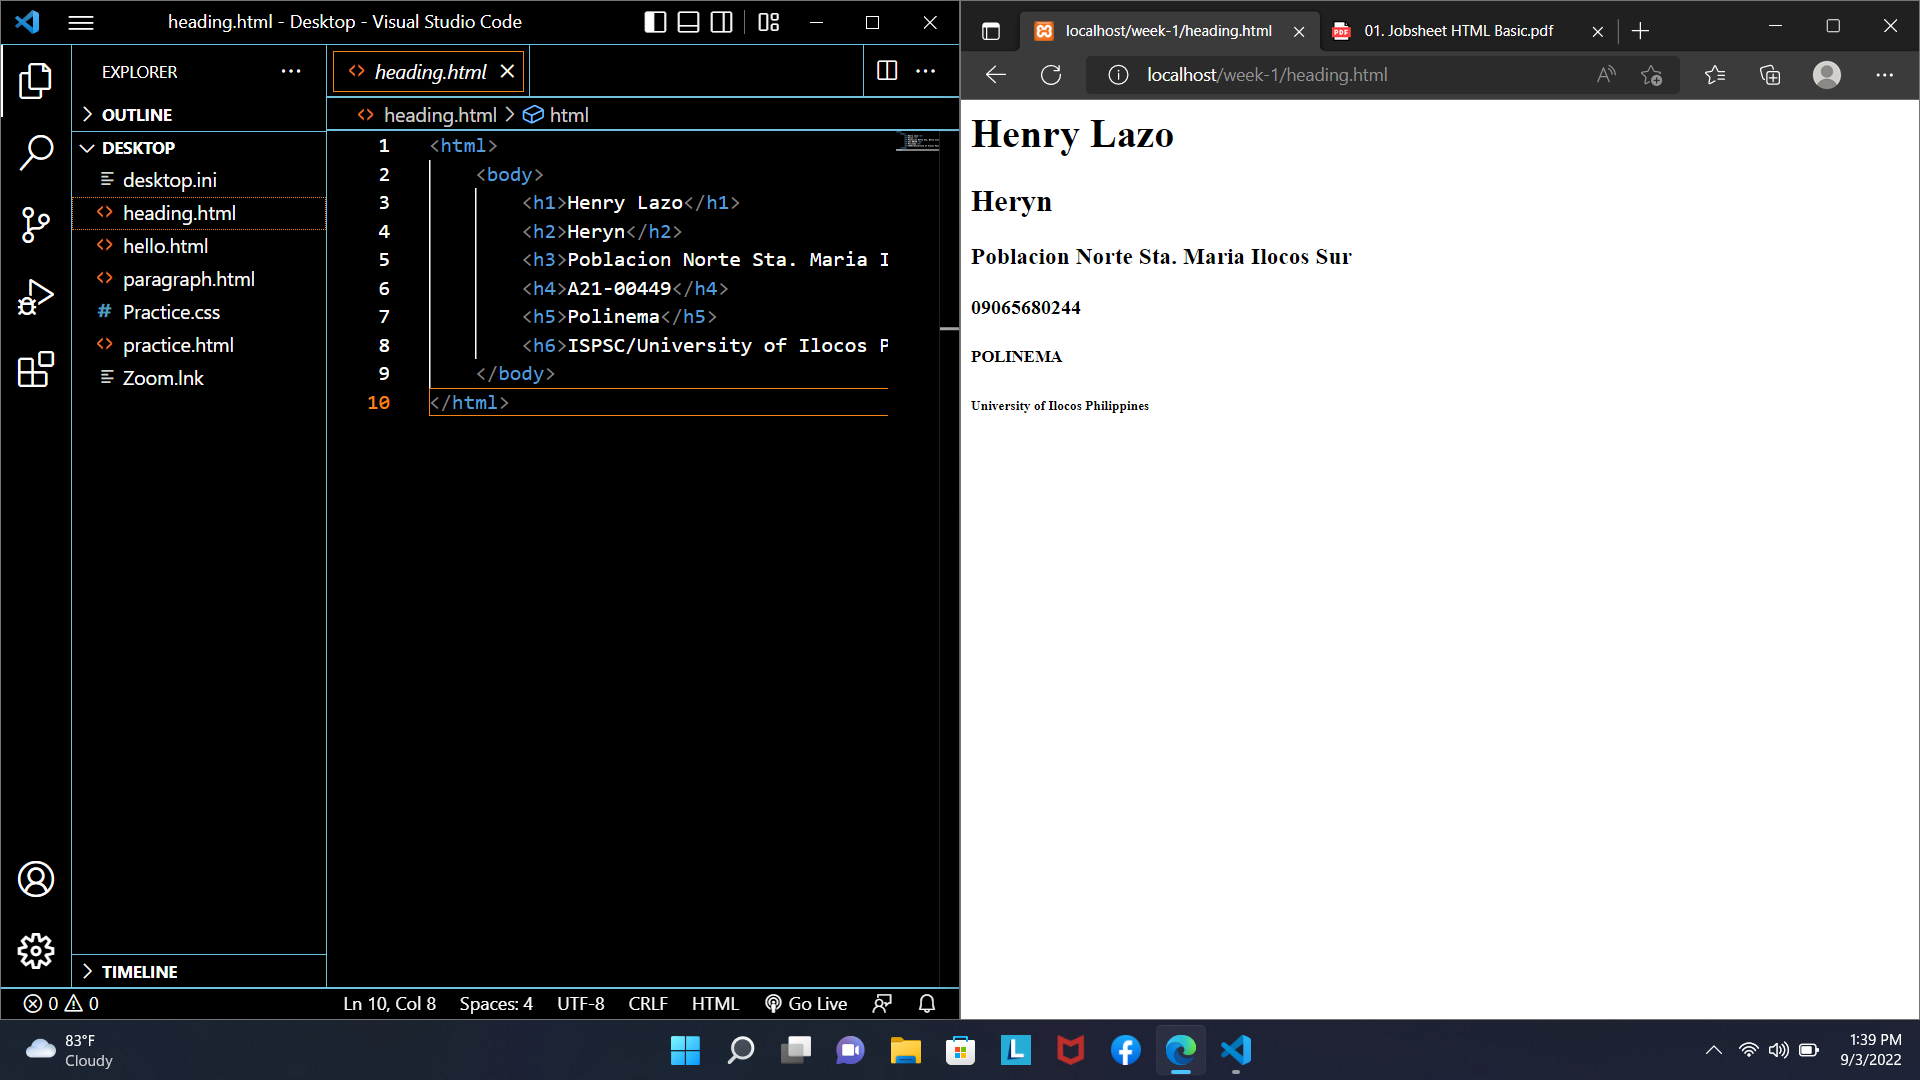 heading.html - Desktop - Visual Studio Code
EXPLORER
OUTLINE
DESKTOP
desktop.ini
heading.html
hello.html
paragraph.html
# Practice.css
practice.html
Zoom.lnk
TIMELINE
heading.html
heading.html > html
1 <html>
2 <body>
3 <h1>Henry Lazo</h1>
4 <h2>Heryn</h2>
5 <h3>Poblacion Norte Sta. Maria I
6 <h4>A21-00449</h4>
7 <h5>Polinema</h5>
8 <h6>ISPSC/University of Ilocos P
9 </body>
10 </html>
0 0
Ln 10, Col 8 Spaces: 4 UTF-8 CRLF HTML Go Live
localhost/week-1/heading.html
01. Jobsheet HTML Basic.pdf
localhost/week-1/heading.html
Henry Lazo
Heryn
Poblacion Norte Sta. Maria Ilocos Sur
09065680244
POLINEMA
University of Ilocos Philippines
83°F
Cloudy
1:39 PM
9/3/2022